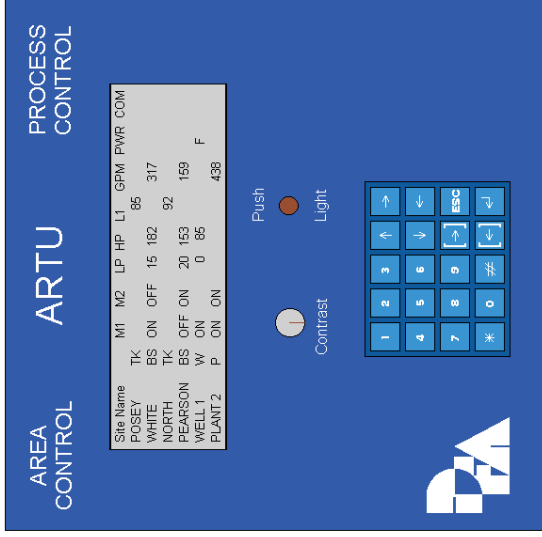 AREA CONTROL
ARTU
PROCESS CONTROL
Site Name M1 M2 LP HP L1 GPM PWR COM
POSEY TK 85
WHITE BS ON OFF 15 182 317
NORTH TK 92
PEARSON BS OFF ON 20 153 159
WELL 1 W ON 0 85 F
PLANT 2 P ON ON 438
Contrast
Push
Light
1 2 3 ↑ →
4 5 6 ↓ ←
7 8 9 [→] ESC
* 0 # [←] ↵